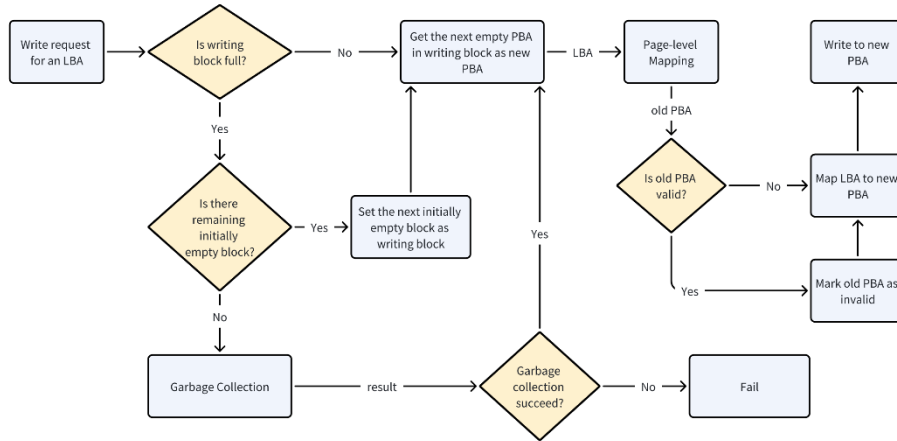 Write request
for an LBA
Is writing
block full?
No
Get the next empty PBA
in writing block as new
PBA
LBA
Page-level
Mapping
Write to new
PBA
old PBA
Yes
Is old PBA
valid?
No
Map LBA to new
PBA
Is there
remaining
initially
empty block?
Yes
Set the next initially
empty block as
writing block
Yes
Yes
Mark old PBA as
invalid
No
Garbage Collection
result
Garbage
collection
succeed?
No
Fail